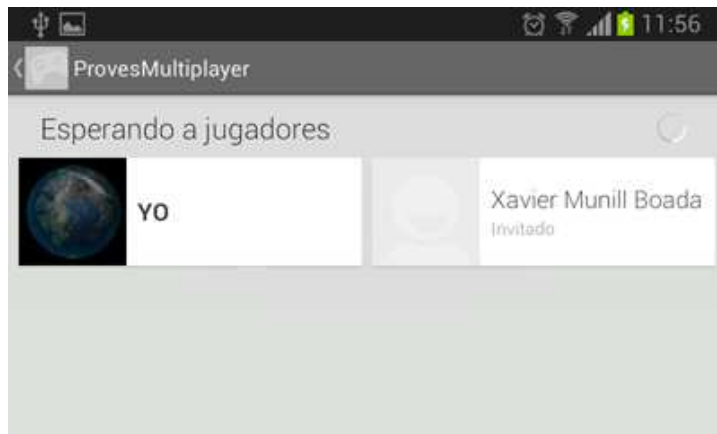 11:56
ProvesMultiplayer
Esperando a jugadores
YO
Xavier Munill Boada
Invitado